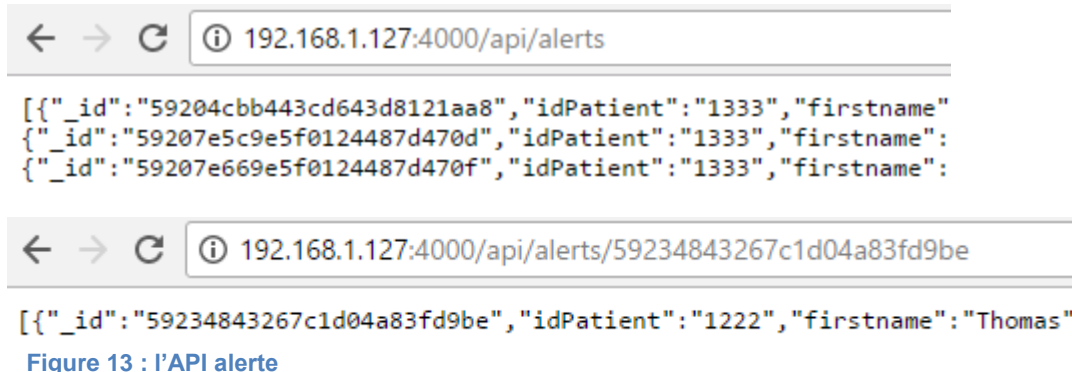 192.168.1.127:4000/api/alerts
[{"_id":"59204cbb443cd643d8121aa8","idPatient":"1333","firstname"
{"_id":"59207e5c9e5f0124487d470d","idPatient":"1333","firstname":
{"_id":"59207e669e5f0124487d470f","idPatient":"1333","firstname":
192.168.1.127:4000/api/alerts/59234843267c1d04a83fd9be
[{"_id":"59234843267c1d04a83fd9be","idPatient":"1222","firstname":"Thomas"
Figure 13 : l’API alerte